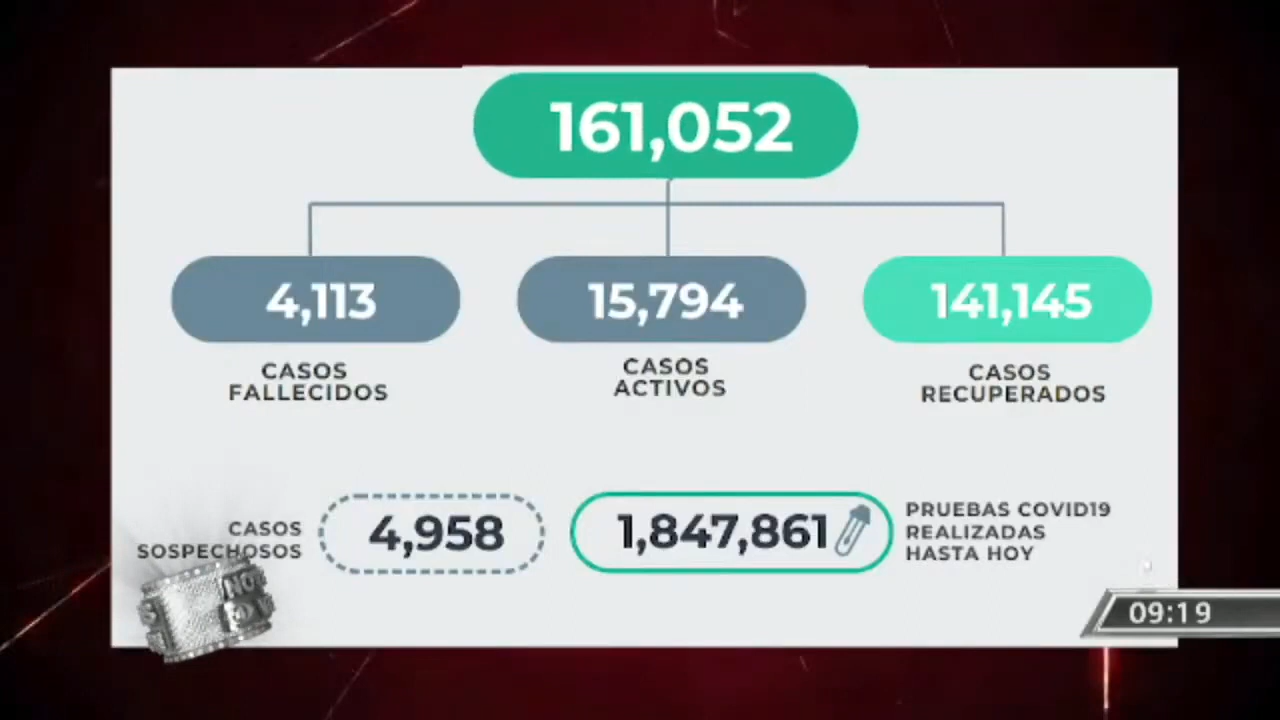 161,052
4,113
15,794
141,145
CASOS
FALLECIDOS
CASOS
ACTIVOS
CASOS
RECUPERADOS
CASOS
SOSPECHOSOS
4,958
1,847,861
PRUEBAS COVID19
REALIZADAS
HASTA HOY
09:19